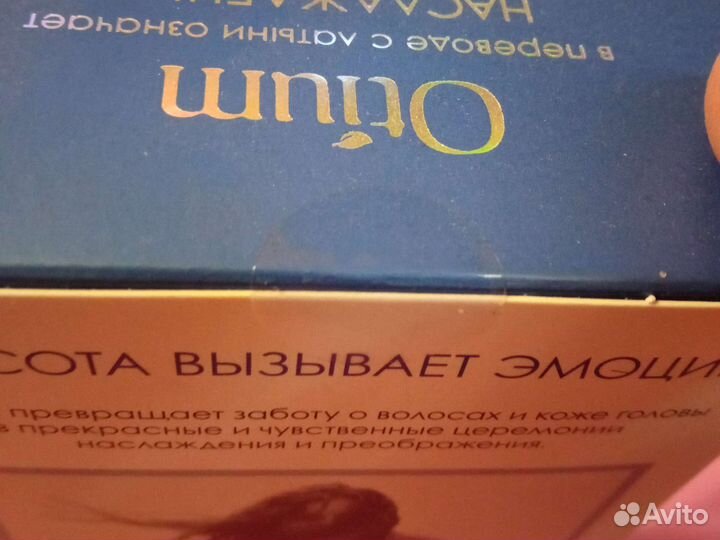 Otium
в переводе с латыни означает
СОТА ВЫЗЫВАЕТ ЭМОЦИ
превращает заботу о волосах и коже головы
в прекрасные и чувственные церемонии
наслаждения и преображения.
Avito